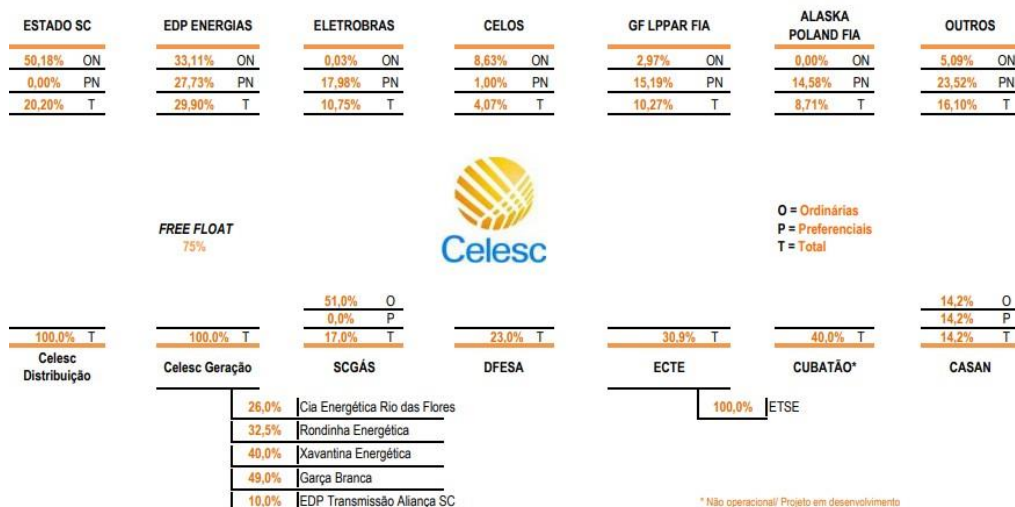 ESTADO SC EDP ENERGIAS ELETROBRAS CELOS GF LPPAR FIA ALASKA POLAND FIA OUTROS
50,18% ON 33,11% ON 0,03% ON 8,63% ON 2,97% ON 0,00% ON 5,09% ON
0,00% PN 27,73% PN 17,98% PN 1,00% PN 15,19% PN 14,58% PN 23,52% PN
20,20% T 29,90% T 10,75% T 4,07% T 10,27% T 8,71% T 16,10% T
O = Ordinárias
FREE FLOAT P = Preferenciais
75% T = Total
Celesc
51,0% O 14,2% O
0,0% P 14,2% P
100,0% T 100,0% T 17,0% T 23,0% T 30,9% T 40,0% T 14,2% T
Celesc Distribuição Celesc Geração SCGÁS DFESA ECTE CUBATÃO* CASAN
26,0% Cia Energética Rio das Flores 100,0% ETSE
32,5% Rondinha Energética
40,0% Xavantina Energética
49,0% Garça Branca
10,0% EDP Transmissão Aliança SC * Não operacional/ Projeto em desenvolvimento